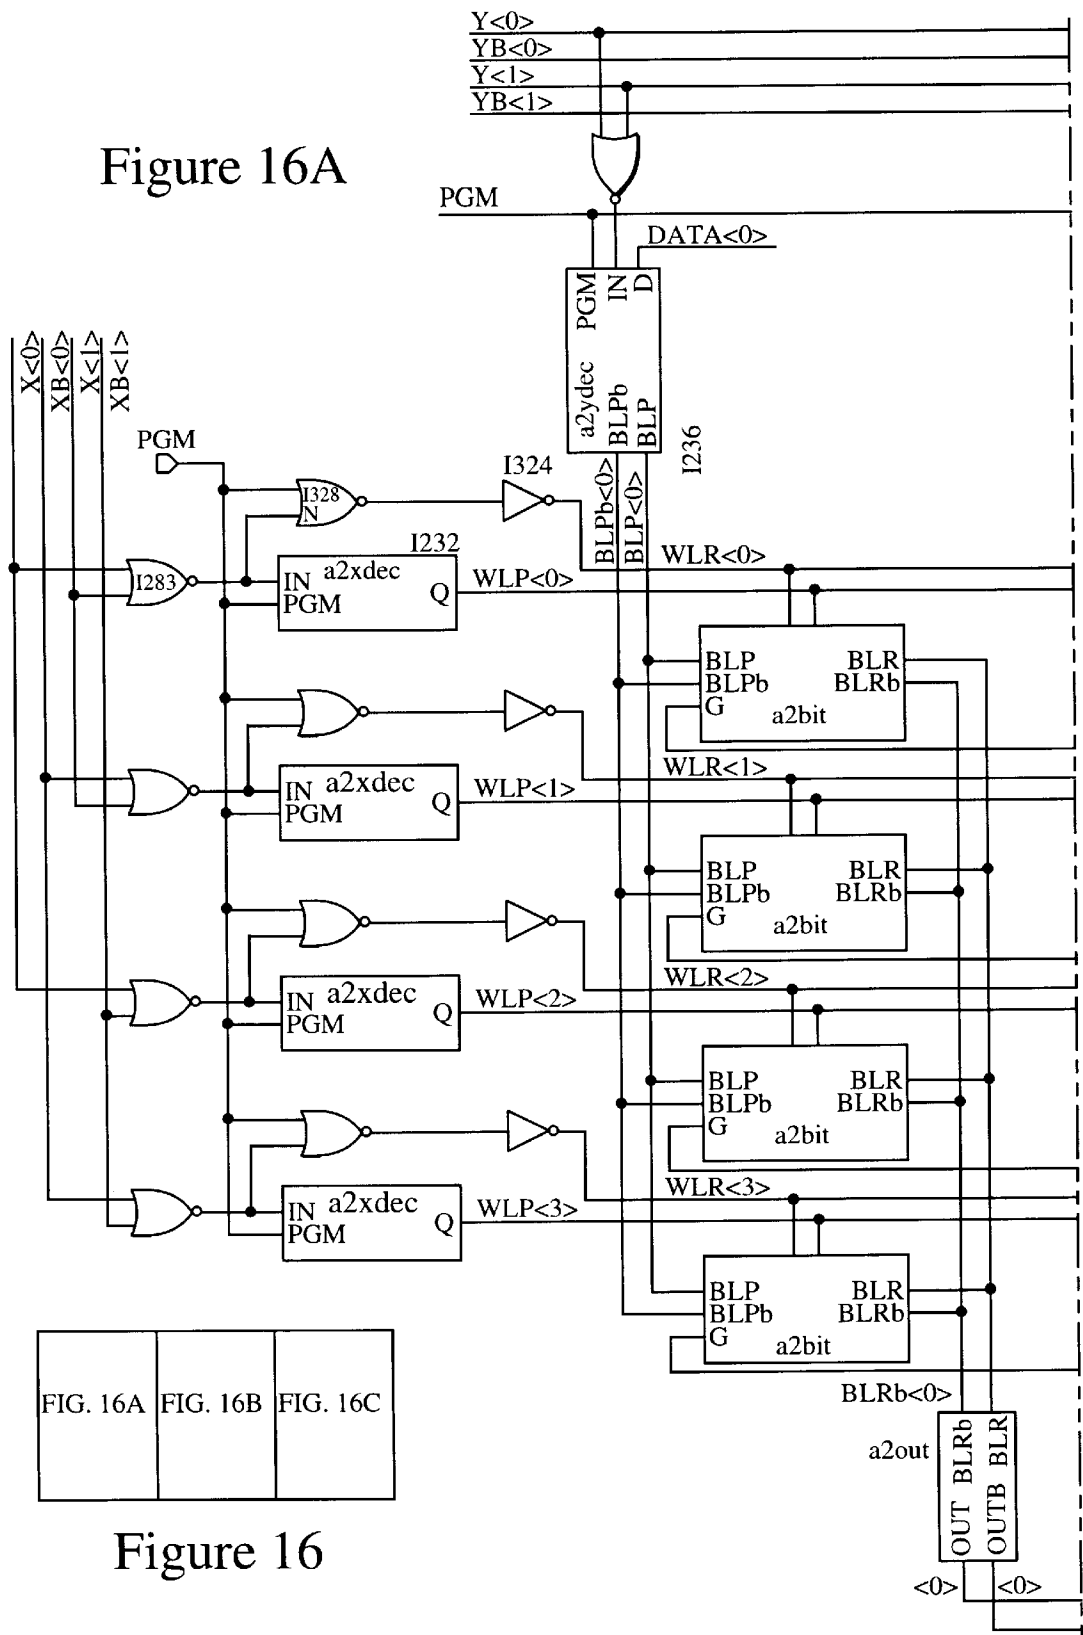 Y<0>
YB<0>
Y<1>
YB<1>
Figure 16A
PGM
DATA<0>
PGM
IN
D
a2ydec
BLPb
BLP
I236
X<0>
XB<0>
X<1>
XB<1>
PGM
I328
N
I324
BLPb<0>
BLP<0>
WLR<0>
I283
I232
a2xdec
IN
PGM
Q
WLP<0>
BLP
BLPb
G
BLR
BLRb
a2bit
WLR<1>
a2xdec
IN
PGM
Q
WLP<1>
BLP
BLPb
G
BLR
BLRb
a2bit
WLR<2>
a2xdec
IN
PGM
Q
WLP<2>
BLP
BLPb
G
BLR
BLRb
a2bit
WLR<3>
a2xdec
IN
PGM
Q
WLP<3>
BLP
BLPb
G
BLR
BLRb
a2bit
FIG. 16A FIG. 16B FIG. 16C
Figure 16
BLRb<0>
a2out
BLRb
BLR
OUT
OUTB
<0>
<0>